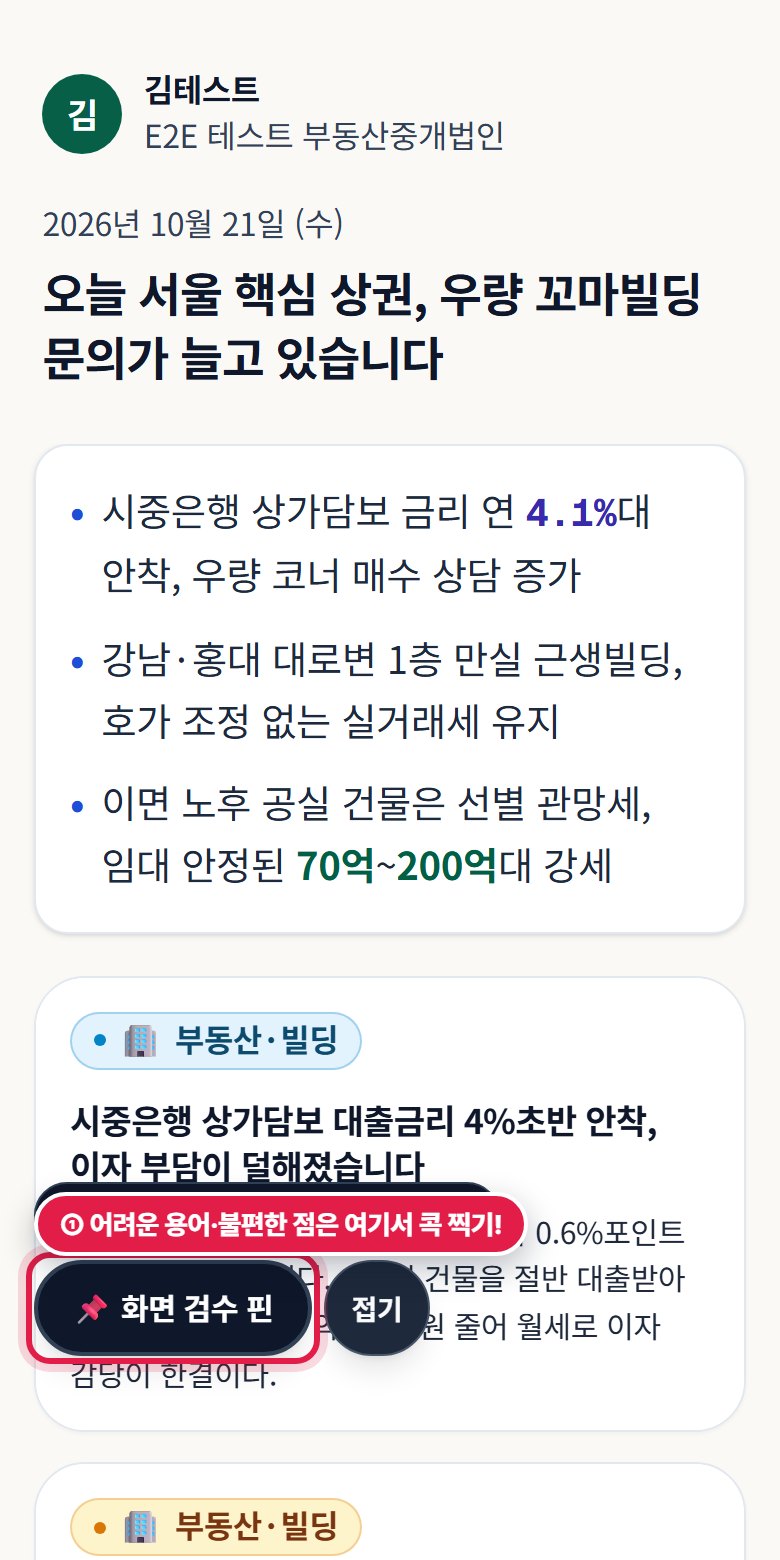 김
김테스트
E2E 테스트 부동산중개법인
2026년 10월 21일 (수)
오늘 서울 핵심 상권, 우량 꼬마빌딩
문의가 늘고 있습니다
• 시중은행 상가담보 금리 연 4.1%대
안착, 우량 코너 매수 상담 증가
• 강남·홍대 대로변 1층 만실 근생빌딩,
호가 조정 없는 실거래세 유지
• 이면 노후 공실 건물은 선별 관망세,
임대 안정된 70억~200억대 강세
부동산·빌딩
시중은행 상가담보 대출금리 4%초반 안착,
이자 부담이 덜해졌습니다
① 어려운 용어·불편한 점은 여기서 콕 찍기!
0.6%포인트
건물을 절반 대출받아
📌 화면 검수 핀
접기
줄어 월세로 이자
감당이 한결이다.
부동산·빌딩